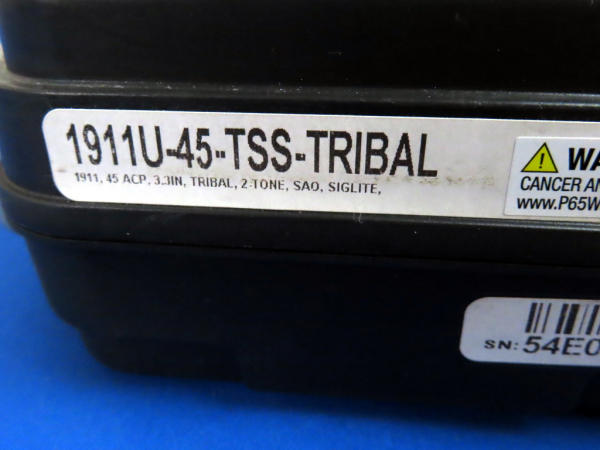 1911U-45-TSS-TRIBAL
1911, 45 ACP, 3.3IN, TRIBAL, 2-TONE, SAO, SIGLITE,
WA
CANCER AN
www.P65W
SN: 54E0